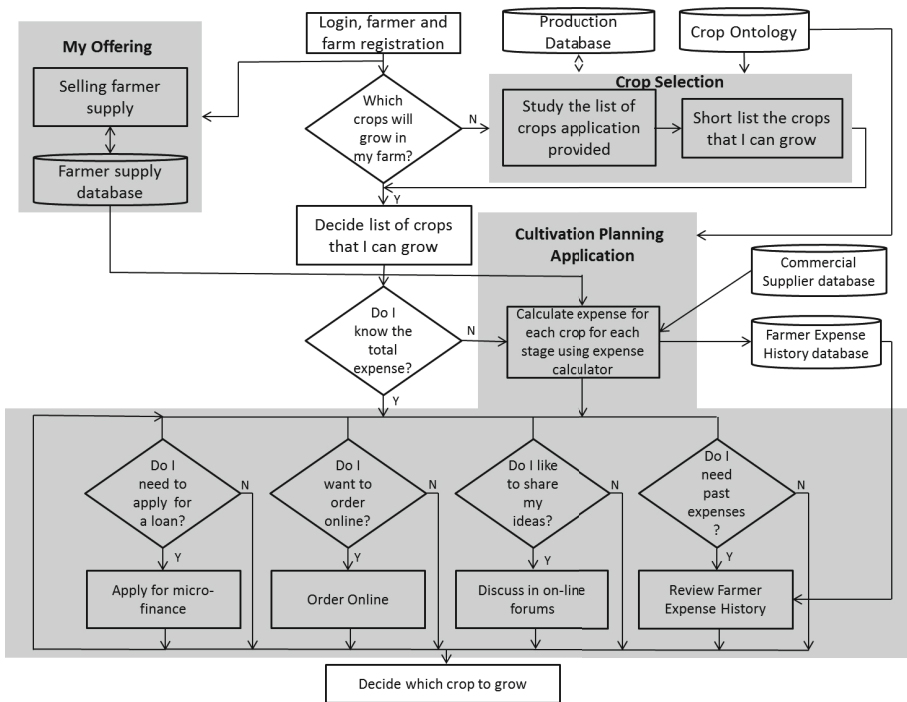 Login, farmer and
farm registration
Production
Database
Crop Ontology
My Offering
Selling farmer
supply
Farmer supply
database
Which
crops will
grow in
my farm?
N
Y
Crop Selection
Study the list of
crops application
provided
Short list the crops
that I can grow
Decide list of crops
that I can grow
Cultivation Planning
Application
Commercial
Supplier database
Do I
know the
total
expense?
N
Y
Calculate expense for
each crop for each
stage using expense
calculator
Farmer Expense
History database
Do I
need to
apply for
a loan?
N
Y
Do I
want to
order
online?
N
Y
Do I like
to share
my
ideas?
N
Y
Do I
need
past
expenses
?
N
Y
Apply for micro-
finance
Order Online
Discuss in on-line
forums
Review Farmer
Expense History
Decide which crop to grow